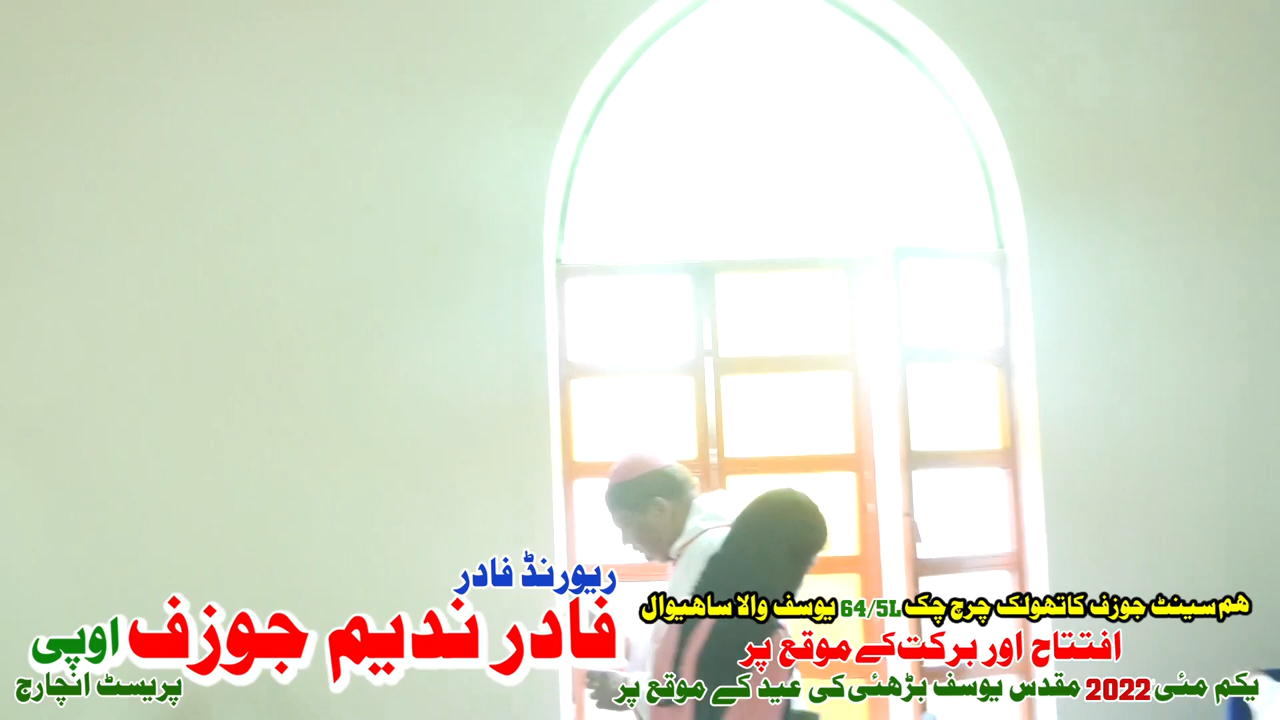 ریورنڈ فادر
فادر ندیم جوزف اوپی
پریسٹ انچارج
ھم سینٹ جوزف کاتھولک چرچ چک 64/5L یوسف والا ساھیوال
افتتاح اور برکت کے موقع پر
یکم مئی 2022 مقدس یوسف بڑھئی کی عید کے موقع پر